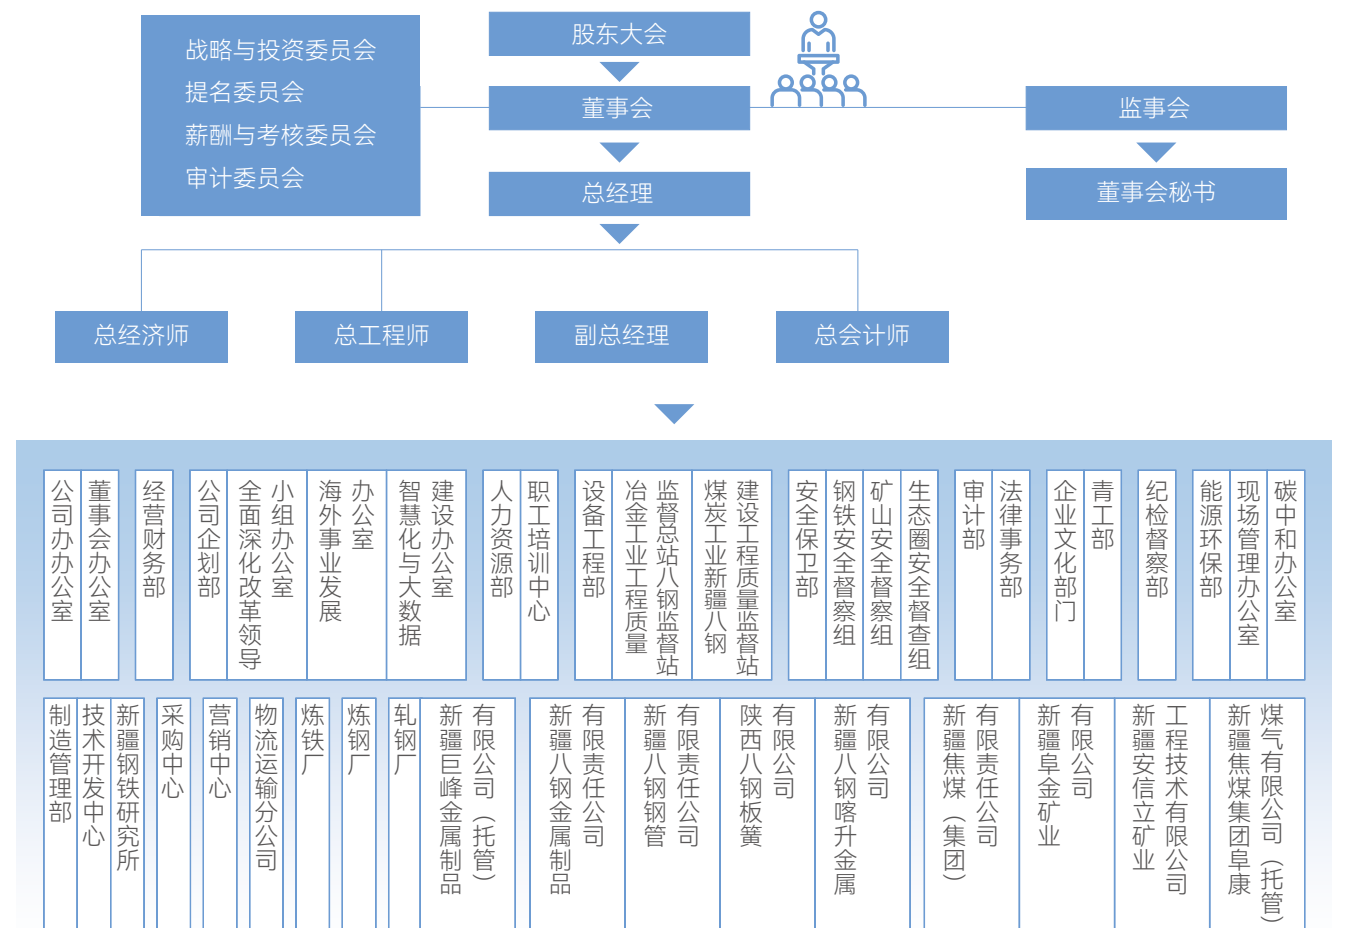 战略与投资委员会
提名委员会
薪酬与考核委员会
审计委员会
股东大会
董事会
总经理
监事会
董事会秘书
总经济师
总工程师
副总经理
总会计师
公司办办公室
董事会办公室
经营财务部
公司企划部
全面深化改革领导
小组办公室
海外事业发展
办公室
智慧化与大数据
建设办公室
人力资源部
职工培训中心
设备工程部
冶金工业工程质量
监督总站八钢监督站
煤炭工业新疆八钢
建设工程质量监督站
安全保卫部
钢铁安全督察组
矿山安全督察组
生态圈安全督查组
审计部
法律事务部
企业文化部门
青工部
纪检督察部
能源环保部
现场管理办公室
碳中和办公室
制造管理部
技术开发中心
新疆钢铁研究所
采购中心
营销中心
物流运输分公司
炼铁厂
炼钢厂
轧钢厂
新疆巨峰金属制品
有限公司（托管）
新疆八钢金属制品
有限责任公司
新疆八钢钢管
有限责任公司
陕西八钢板簧
有限公司
新疆八钢喀升金属
有限公司
新疆焦煤（集团）
有限责任公司
新疆阜金矿业
有限公司
新疆安信立矿业
工程技术有限公司
新疆焦煤集团阜康
煤气有限公司（托管）